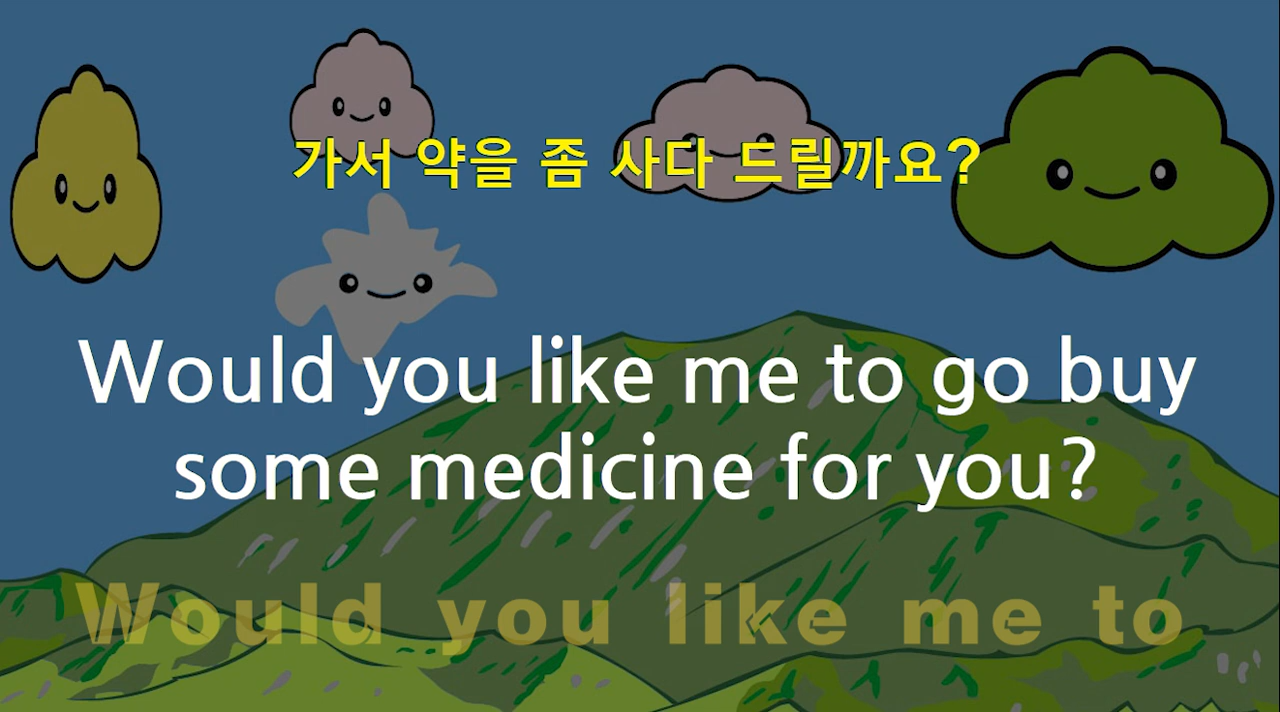 가서 약을 좀 사다 드릴까요?
Would you like me to go buy
some medicine for you?
Would you like me to